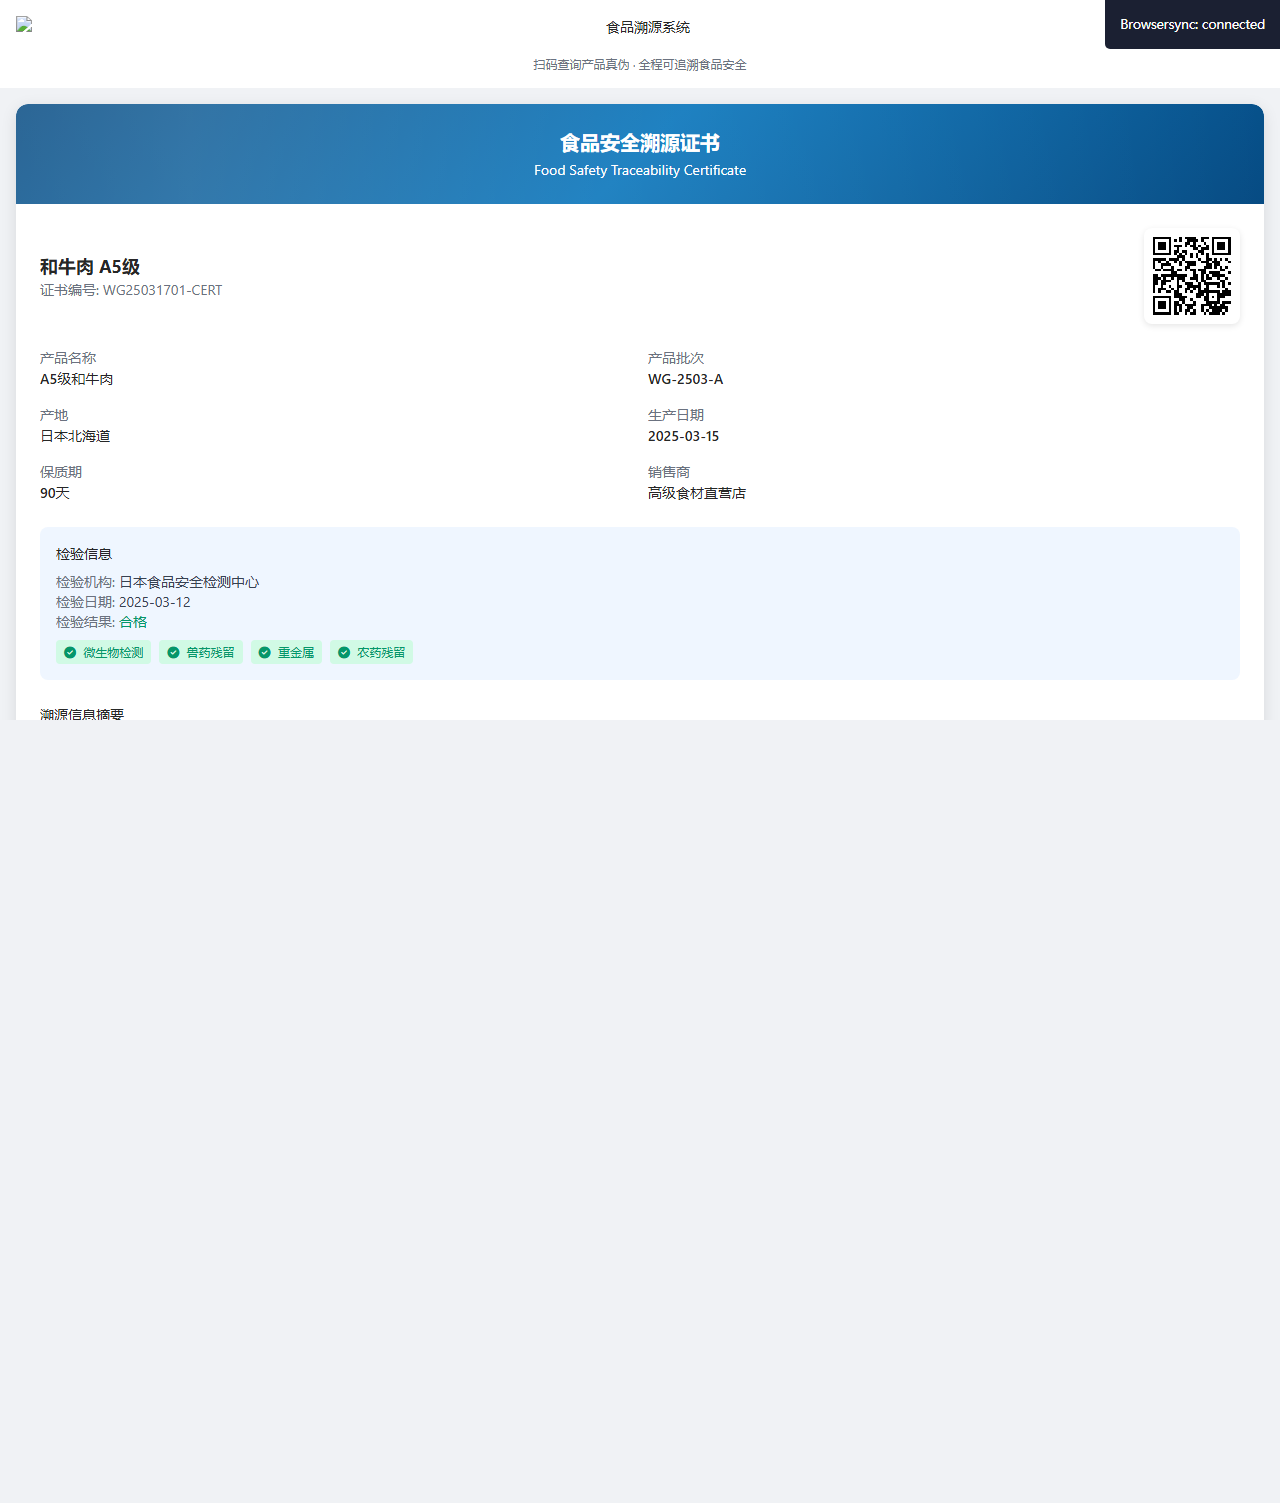 食品溯源系统
Browsersync: connected
扫码查询产品真伪 · 全程可追溯食品安全
食品安全溯源证书
Food Safety Traceability Certificate
和牛肉 A5级
证书编号: WG25031701-CERT
产品名称
A5级和牛肉
产品批次
WG-2503-A
产地
日本北海道
生产日期
2025-03-15
保质期
90天
销售商
高级食材直营店
检验信息
检验机构: 日本食品安全检测中心
检验日期: 2025-03-12
检验结果: 合格
微生物检测 兽药残留 重金属 农药残留
溯源信息摘要